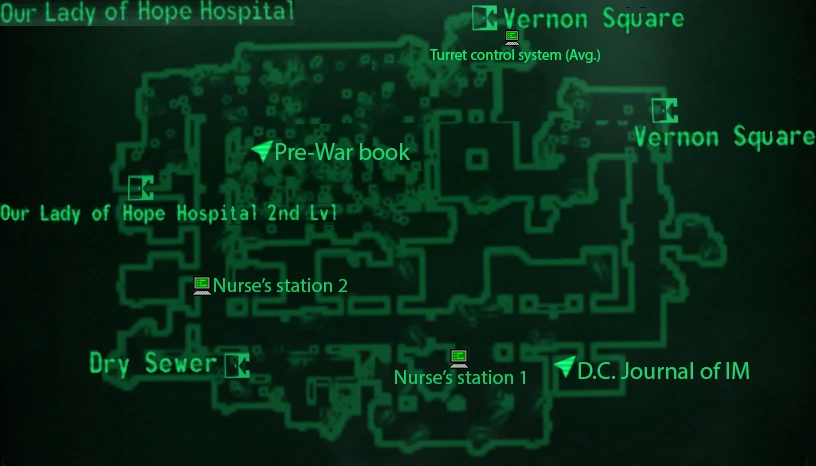 Our Lady of Hope Hospital
Vernon Square
Turret control system (Avg.)
Vernon Square
Pre-War book
Our Lady of Hope Hospital 2nd Lvl
Nurse's station 2
Dry Sewer
Nurse's station 1
D.C. Journal of IM